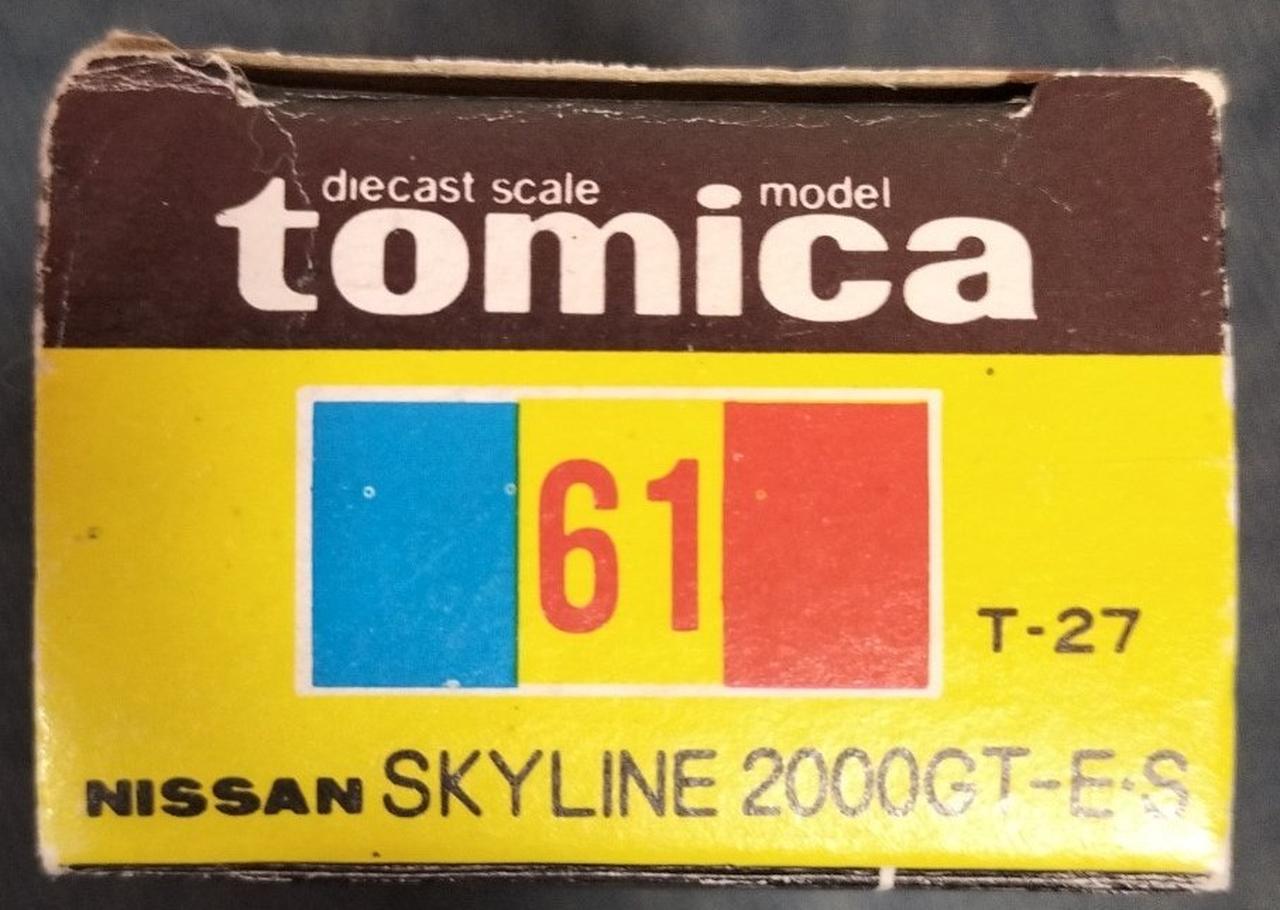 diecast scale model
tomica
61
T-27
NISSAN SKYLINE 2000GT-E·S